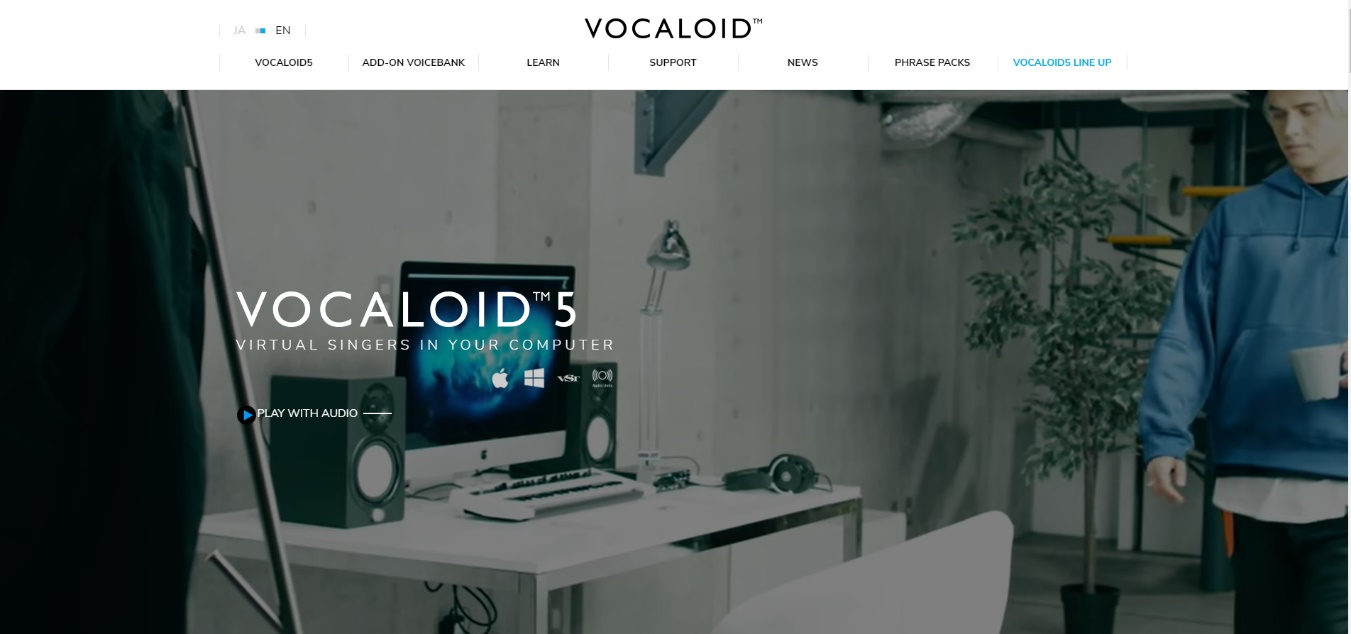 JA EN
VOCALOID™
VOCALOID5 ADD-ON VOICEBANK LEARN SUPPORT NEWS PHRASE PACKS VOCALOID5 LINE UP
VOCALOID™5
VIRTUAL SINGERS IN YOUR COMPUTER
VST
PLAY WITH AUDIO